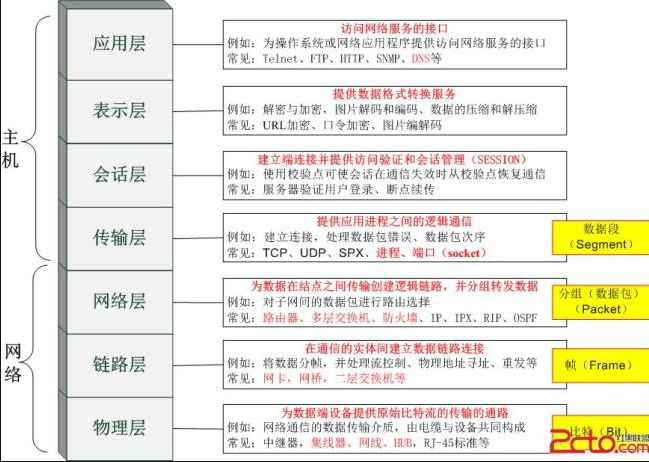 主机
网络
应用层
访问网络服务的接口
例如：为操作系统或网络应用程序提供访问网络服务的接口
常见：Telnet、FTP、HTTP、SNMP、DNS等
表示层
提供数据格式转换服务
例如：解密与加密，图片解码和编码、数据的压缩和解压缩
常见：URL加密、口令加密、图片编解码
会话层
建立端连接并提供访问验证和会话管理（SESSION）
例如：使用校验点可使会话在通信失效时从校验点恢复通信
常见：服务器验证用户登录、断点续传
传输层
提供应用进程之间的逻辑通信
例如：建立连接，处理数据包错误、数据包次序
常见：TCP、UDP、SPX、进程、端口（socket）
数据段
（Segment）
网络层
为数据在结点之间传输创建逻辑链路，并分组转发数据
例如：对子网间的数据包进行路由选择
常见：路由器、多层交换机、防火墙、IP、IPX、RIP、OSPF
分组（数据包）
（Packet）
链路层
在通信的实体间建立数据链路连接
例如：将数据分帧，并处理流控制、物理地址寻址、重发等
常见：网卡，网桥，二层交换机等
帧（Frame）
物理层
为数据端设备提供原始比特流的传输的通路
例如：网络通信的数据传输介质，由电缆与设备共同构成
常见：中继器，集线器、网线、HUB，RJ-45标准等
比特（Bit）
红黑联盟
2cto.com